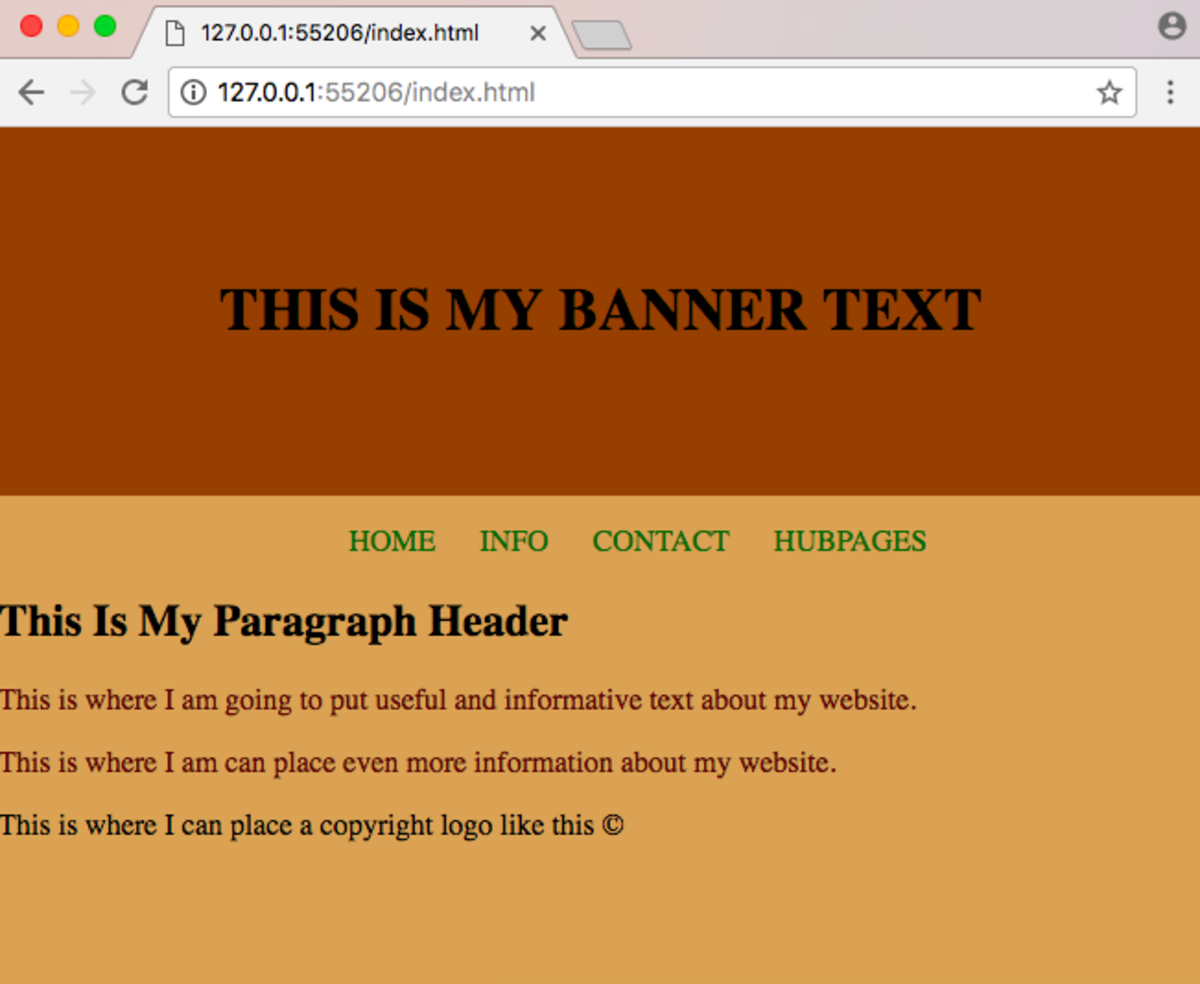 127.0.0.1:55206/index.html
127.0.0.1:55206/index.html
THIS IS MY BANNER TEXT
HOME INFO CONTACT HUBPAGES
This Is My Paragraph Header
This is where I am going to put useful and informative text about my website.
This is where I am can place even more information about my website.
This is where I can place a copyright logo like this ©